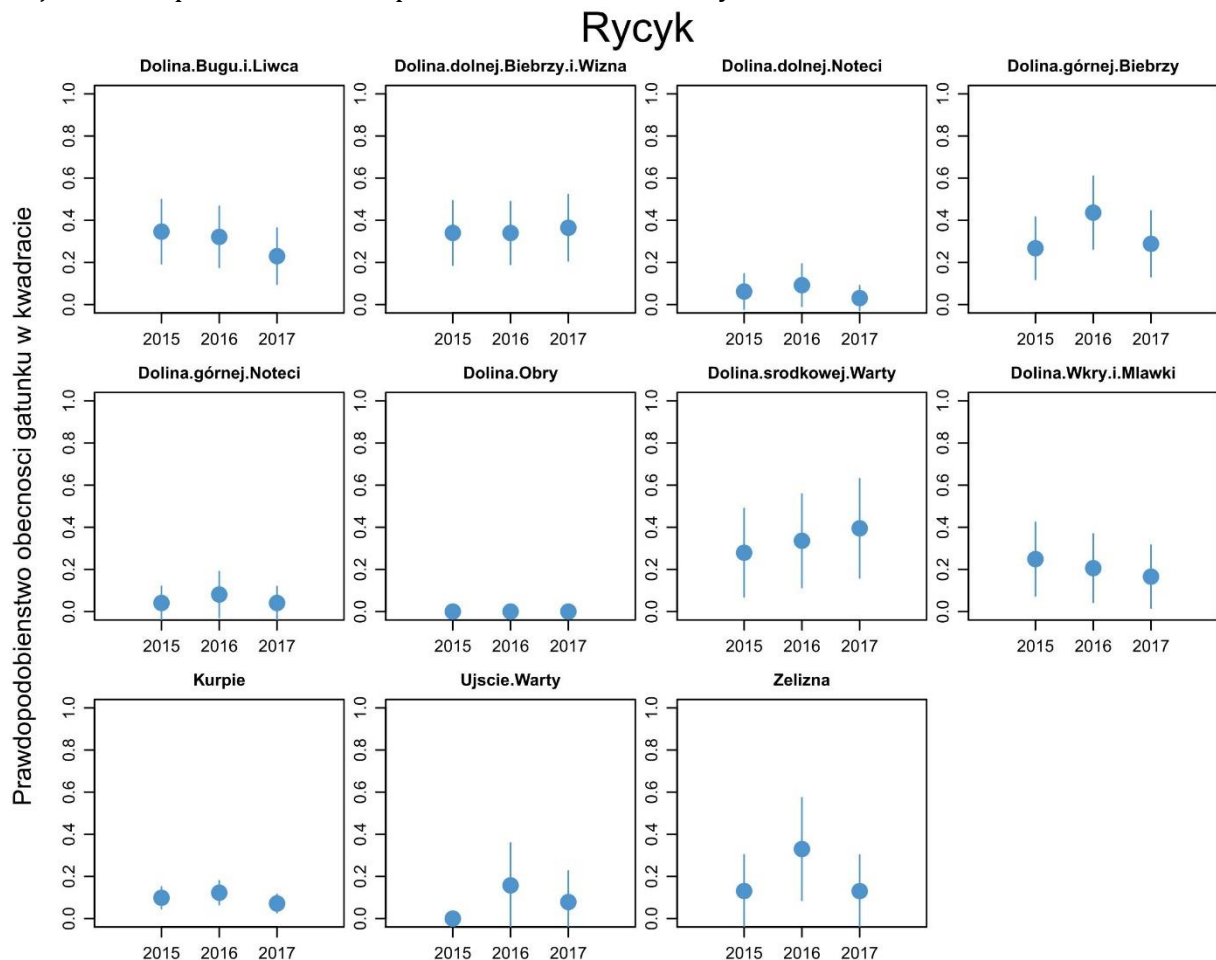 Rycyk
Prawdopodobienstwo obecnosci gatunku w kwadracie
Dolina.Bugu.i.Liwca
0.0 0.2 0.4 0.6 0.8 1.0
2015 2016 2017
Dolina.dolnej.Biebrzy.i.Wizna
0.0 0.2 0.4 0.6 0.8 1.0
2015 2016 2017
Dolina.dolnej.Noteci
0.0 0.2 0.4 0.6 0.8 1.0
2015 2016 2017
Dolina.górnej.Biebrzy
0.0 0.2 0.4 0.6 0.8 1.0
2015 2016 2017
Dolina.górnej.Noteci
0.0 0.2 0.4 0.6 0.8 1.0
2015 2016 2017
Dolina.Obry
0.0 0.2 0.4 0.6 0.8 1.0
2015 2016 2017
Dolina.srodkowej.Warty
0.0 0.2 0.4 0.6 0.8 1.0
2015 2016 2017
Dolina.Wkry.i.Mlawki
0.0 0.2 0.4 0.6 0.8 1.0
2015 2016 2017
Kurpie
0.0 0.2 0.4 0.6 0.8 1.0
2015 2016 2017
Ujscie.Warty
0.0 0.2 0.4 0.6 0.8 1.0
2015 2016 2017
Zelizna
0.0 0.2 0.4 0.6 0.8 1.0
2015 2016 2017